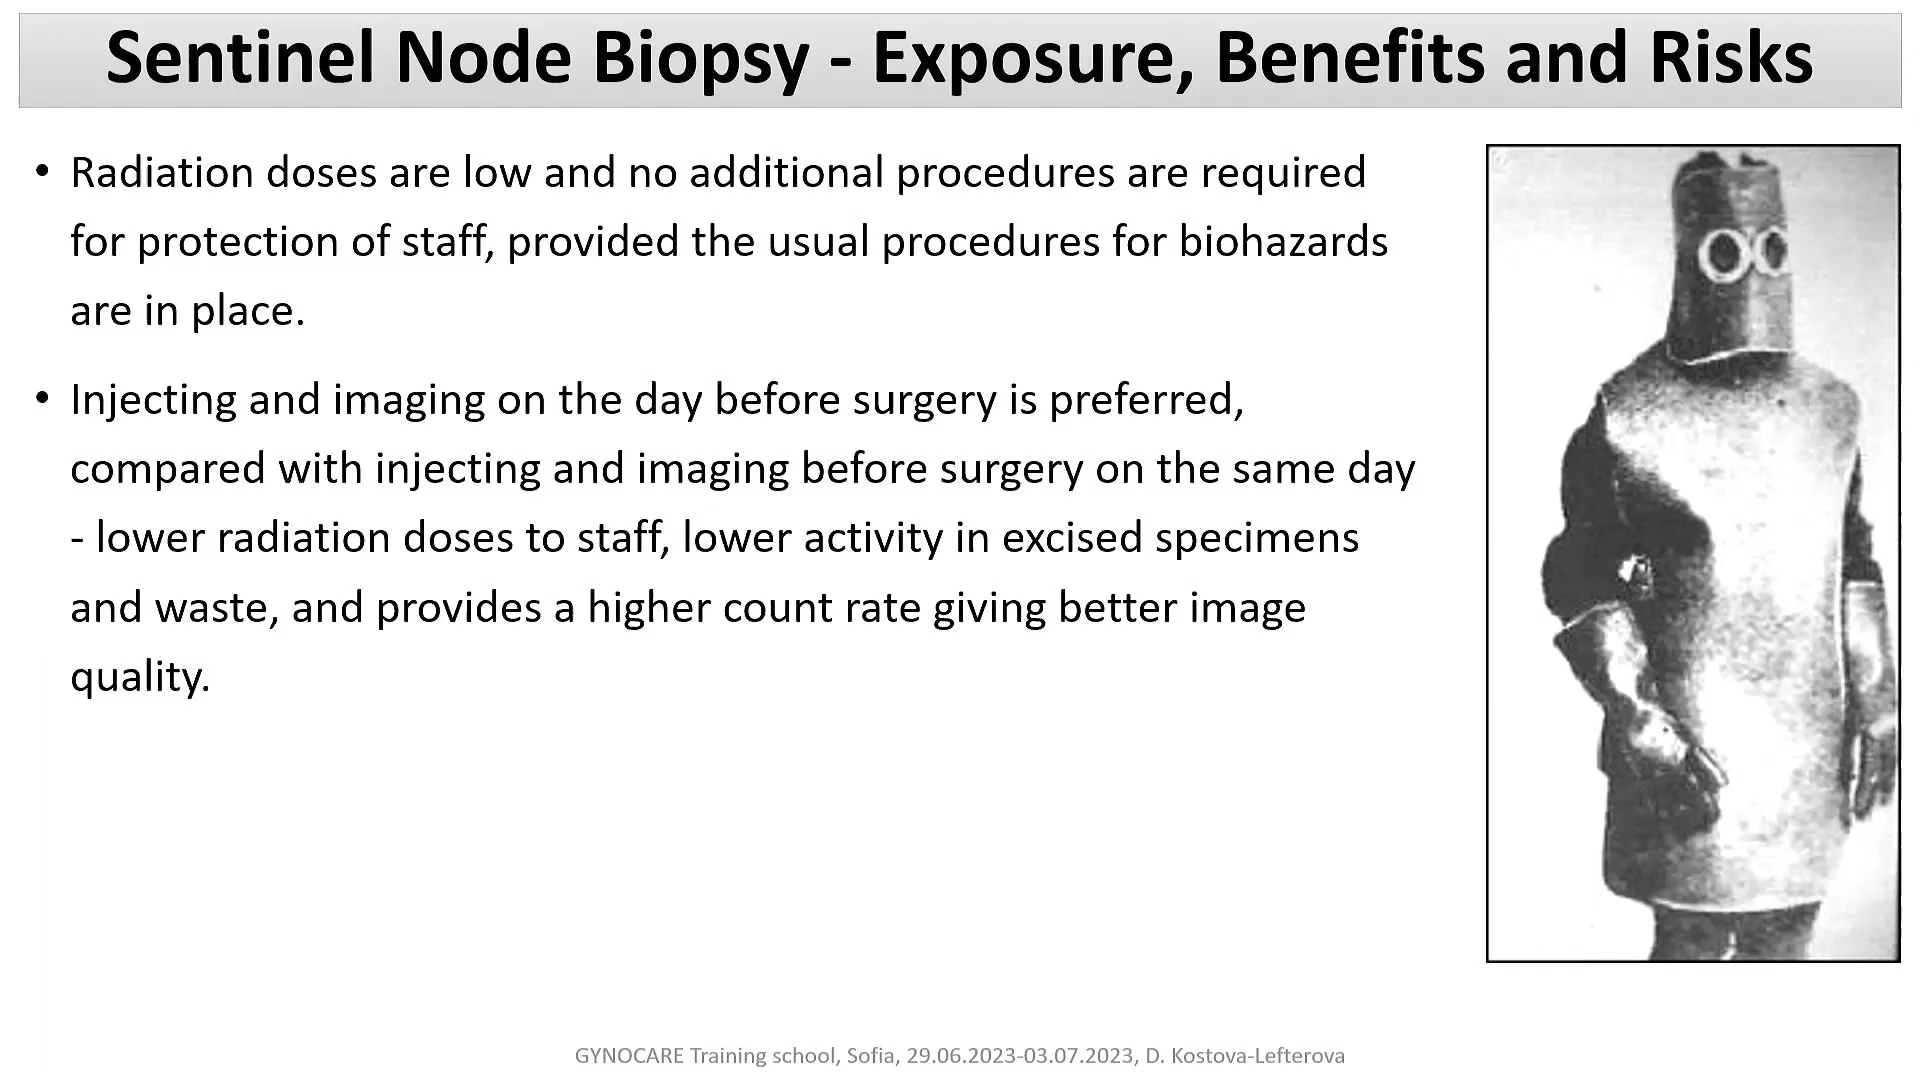 Sentinel Node Biopsy - Exposure, Benefits and Risks
• Radiation doses are low and no additional procedures are required
for protection of staff, provided the usual procedures for biohazards
are in place.
• Injecting and imaging on the day before surgery is preferred,
compared with injecting and imaging before surgery on the same day
- lower radiation doses to staff, lower activity in excised specimens
and waste, and provides a higher count rate giving better image
quality.
GYNOCARE Training school, Sofia, 29.06.2023-03.07.2023, D. Kostova-Lefterova